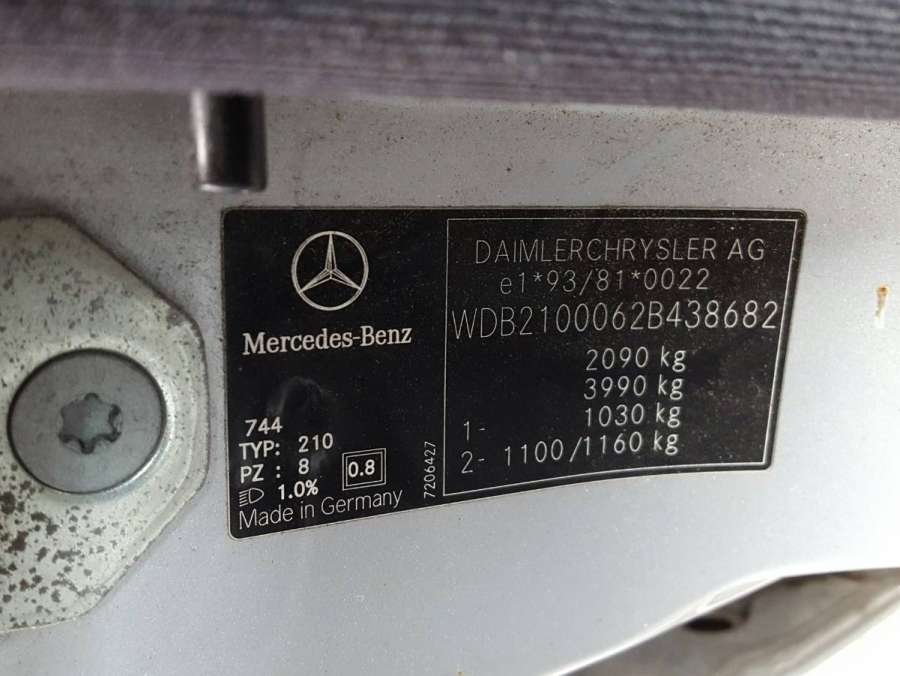 Mercedes-Benz
744
TYP: 210
PZ : 8
0.8
1.0%
Made in Germany
7206427
DAIMLERCHRYSLER AG
e1*93/81*0022
WDB2100062B438682
2090 kg
3990 kg
1- 1030 kg
2- 1100/1160 kg